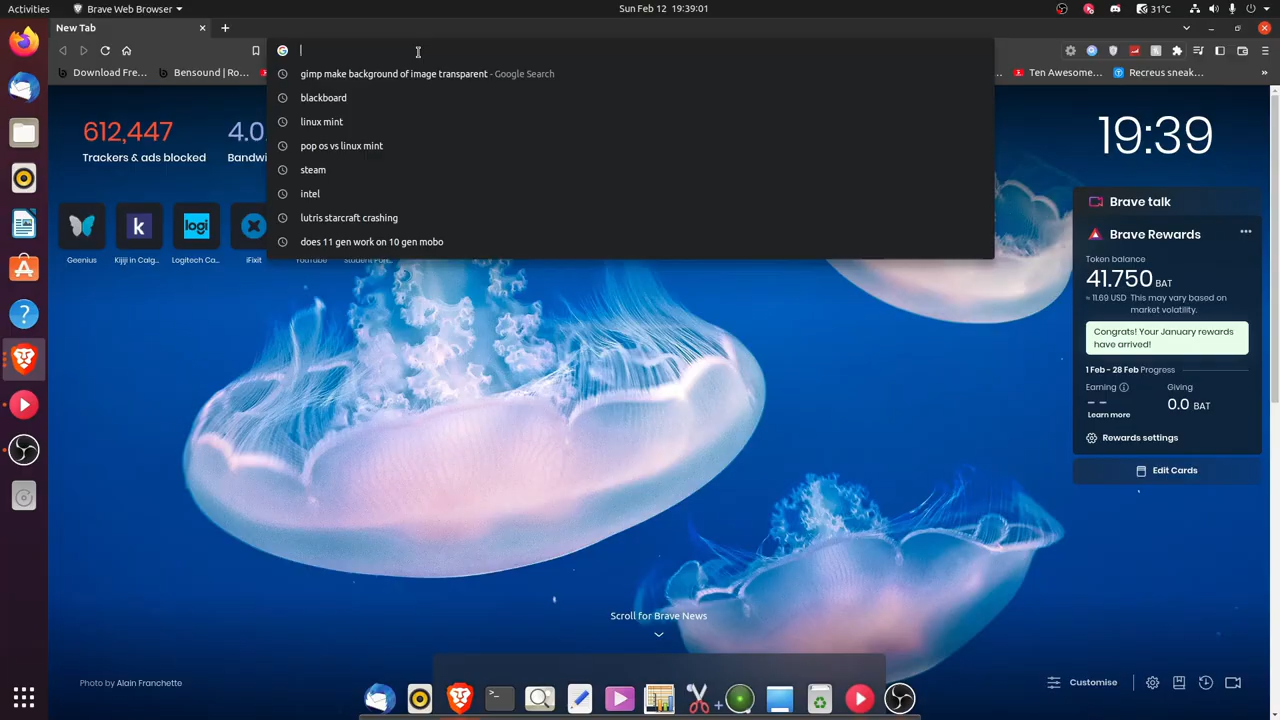 Activities
Brave Web Browser
Sun Feb 12 19:39:01
31°C
New Tab
Download Fre...
Bensound | Ro...
Ten Awesome...
Recreus sneak...
gimp make background of image transparent - Google Search
blackboard
linux mint
pop os vs linux mint
steam
intel
lutris starcraft crashing
does 11 gen work on 10 gen mobo
612,447
Trackers & ads blocked
4.0
Bandwi
19:39
Geenius
Kijiji in Calg...
Logitech Ca...
iFixit
Brave talk
Brave Rewards
Token balance
41.750 BAT
≈ 11.69 USD This may vary based on
market volatility.
Congrats! Your January rewards
have arrived!
1 Feb - 28 Feb Progress
Earning
Giving
-- 
0.0 BAT
Learn more
Rewards settings
Edit Cards
Scroll for Brave News
Photo by Alain Franchette
Customise